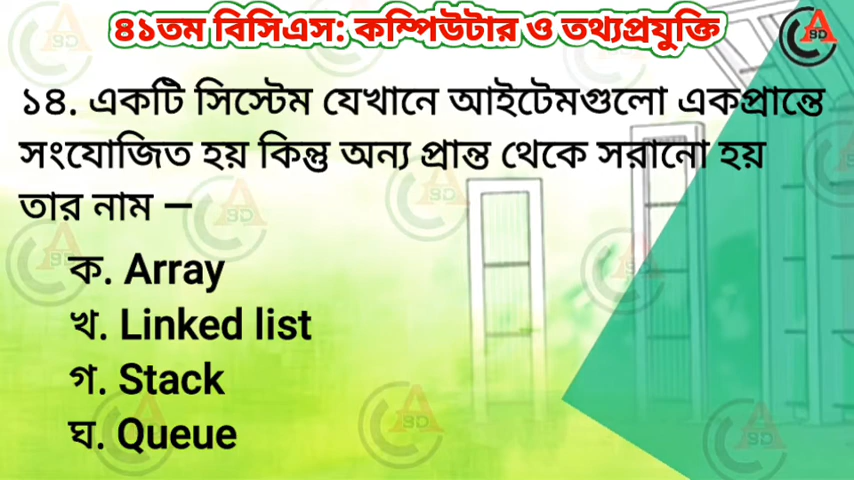 ৪১তম বিসিএস: কম্পিউটার ও তথ্যপ্রযুক্তি
১৪. একটি সিস্টেম যেখানে আইটেমগুলো একপ্রান্তে
সংযোজিত হয় কিন্তু অন্য প্রান্ত থেকে সরানো হয়
তার নাম —
ক. Array
খ. Linked list
গ. Stack
ঘ. Queue